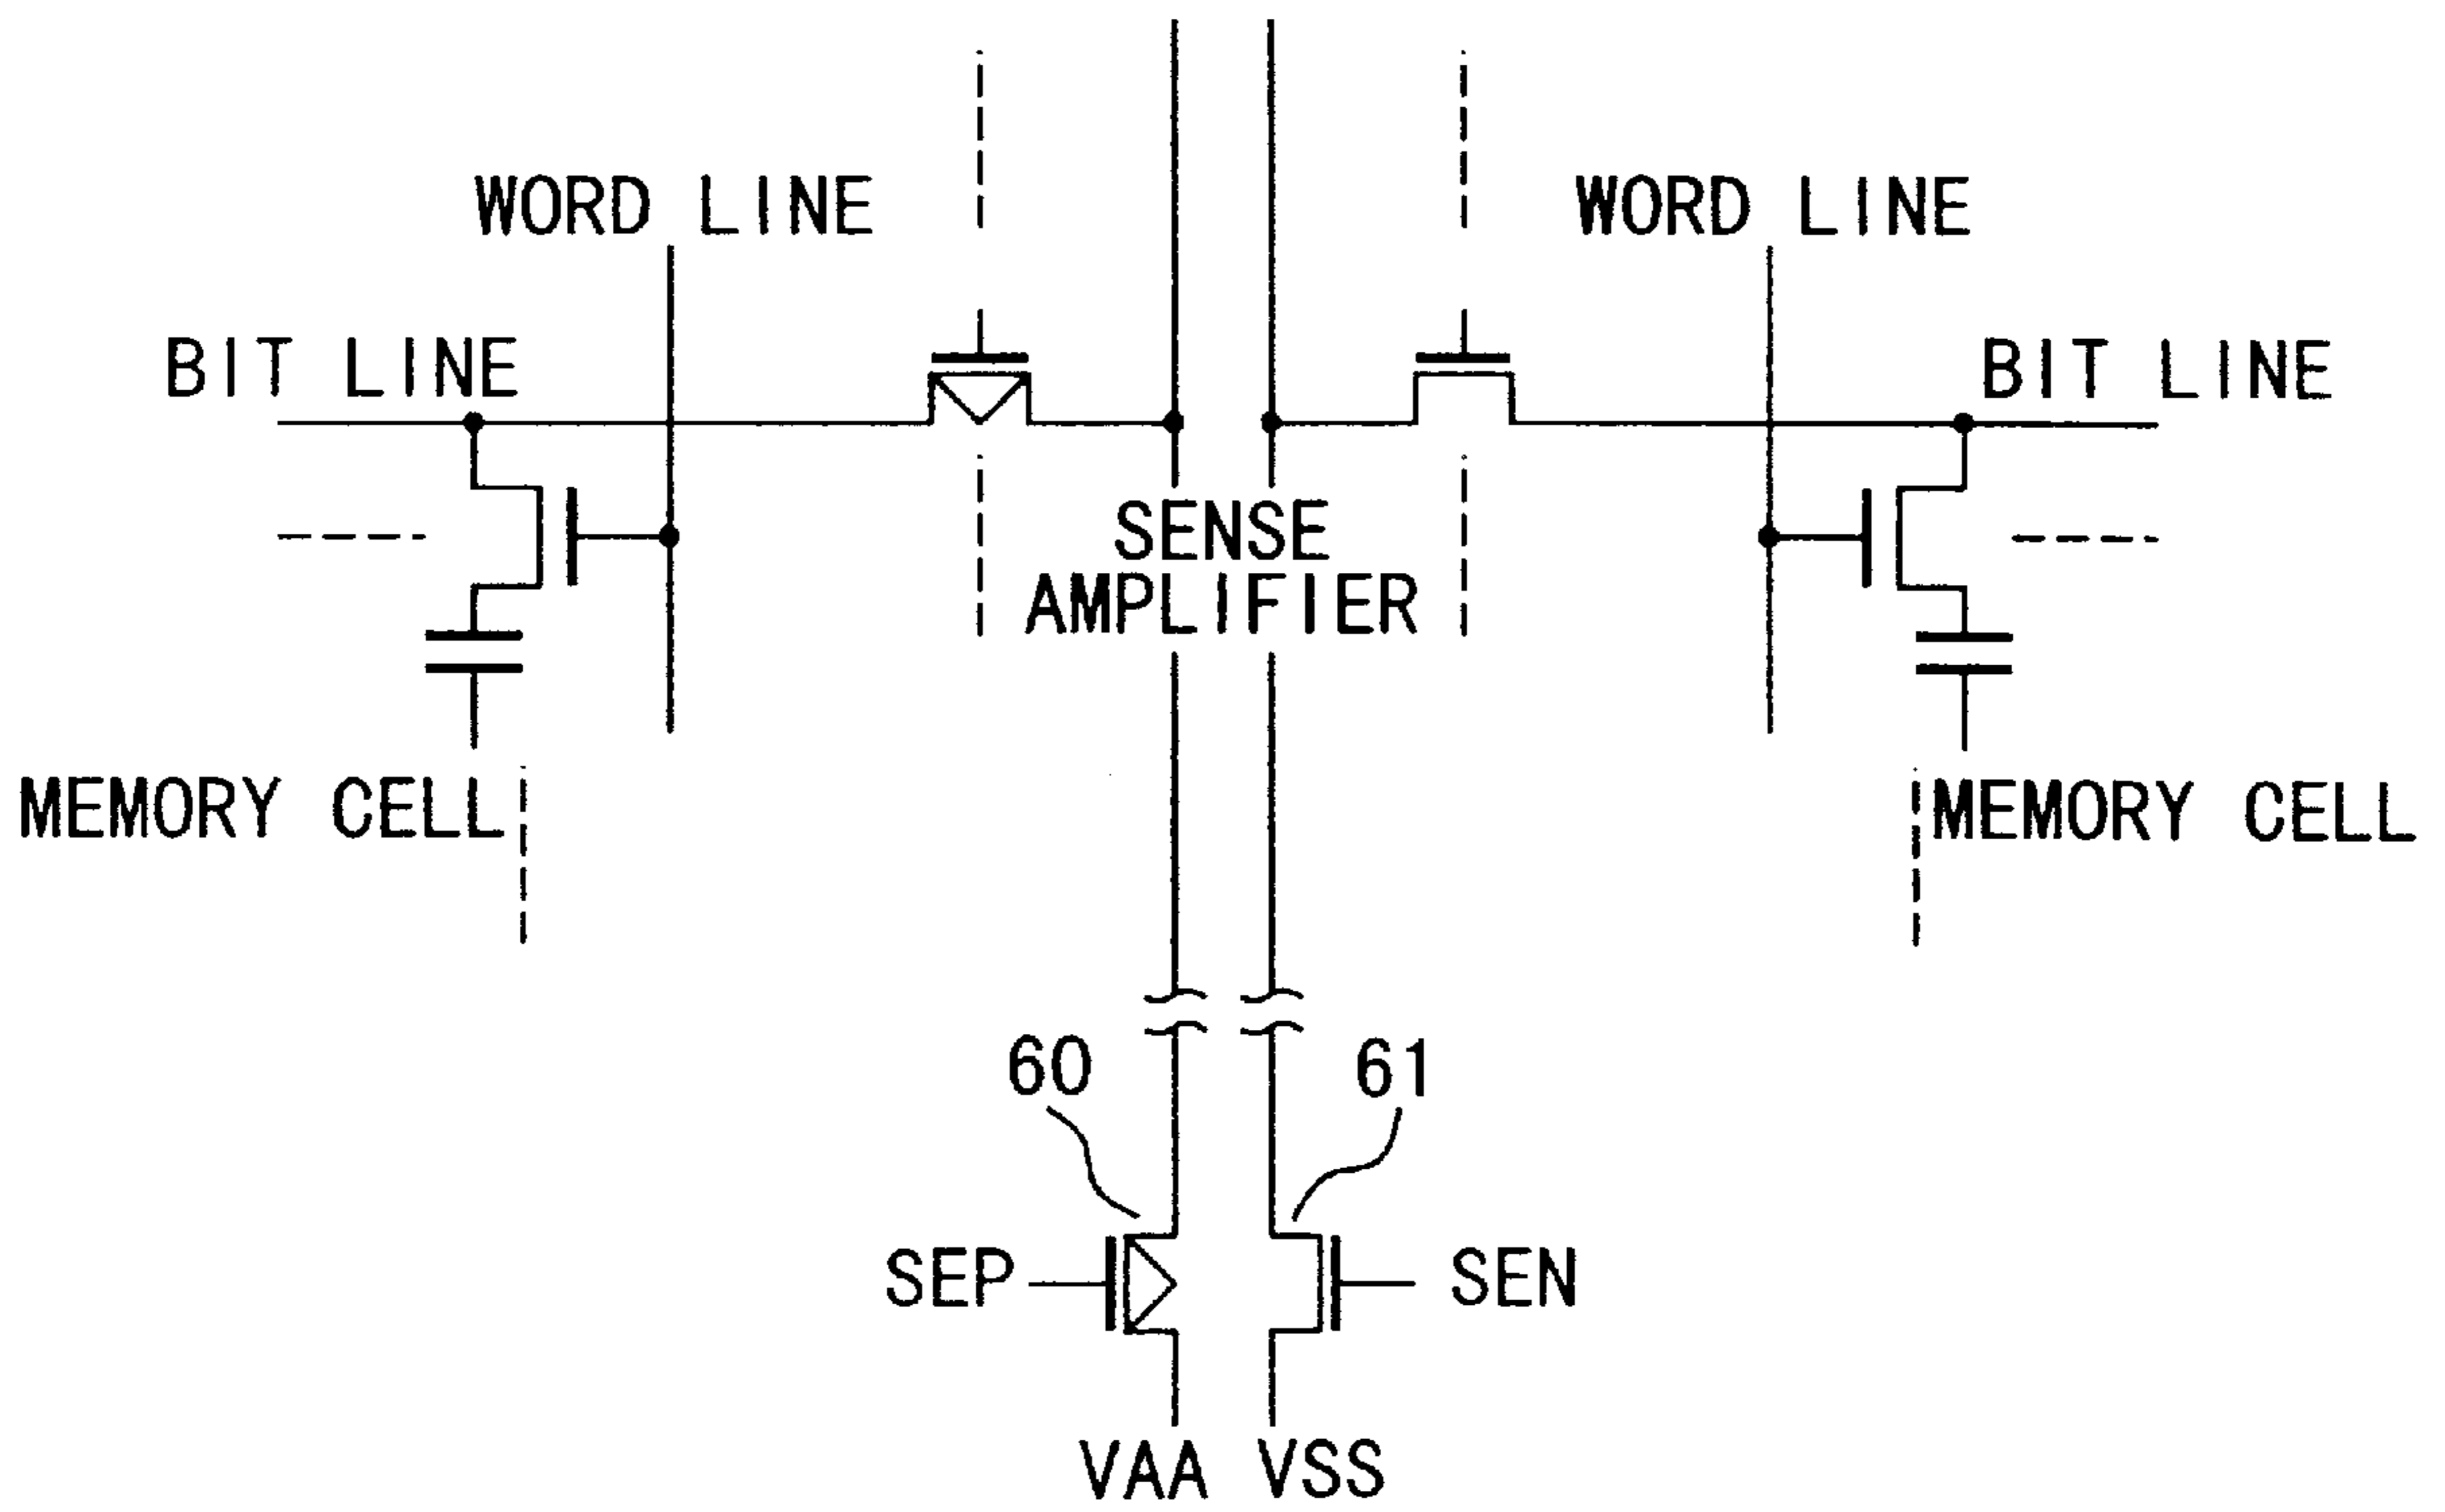 WORD LINE
WORD LINE
BIT LINE
BIT LINE
SENSE
AMPLIFIER
MEMORY CELL
MEMORY CELL
60
61
SEP
SEN
VAA
VSS